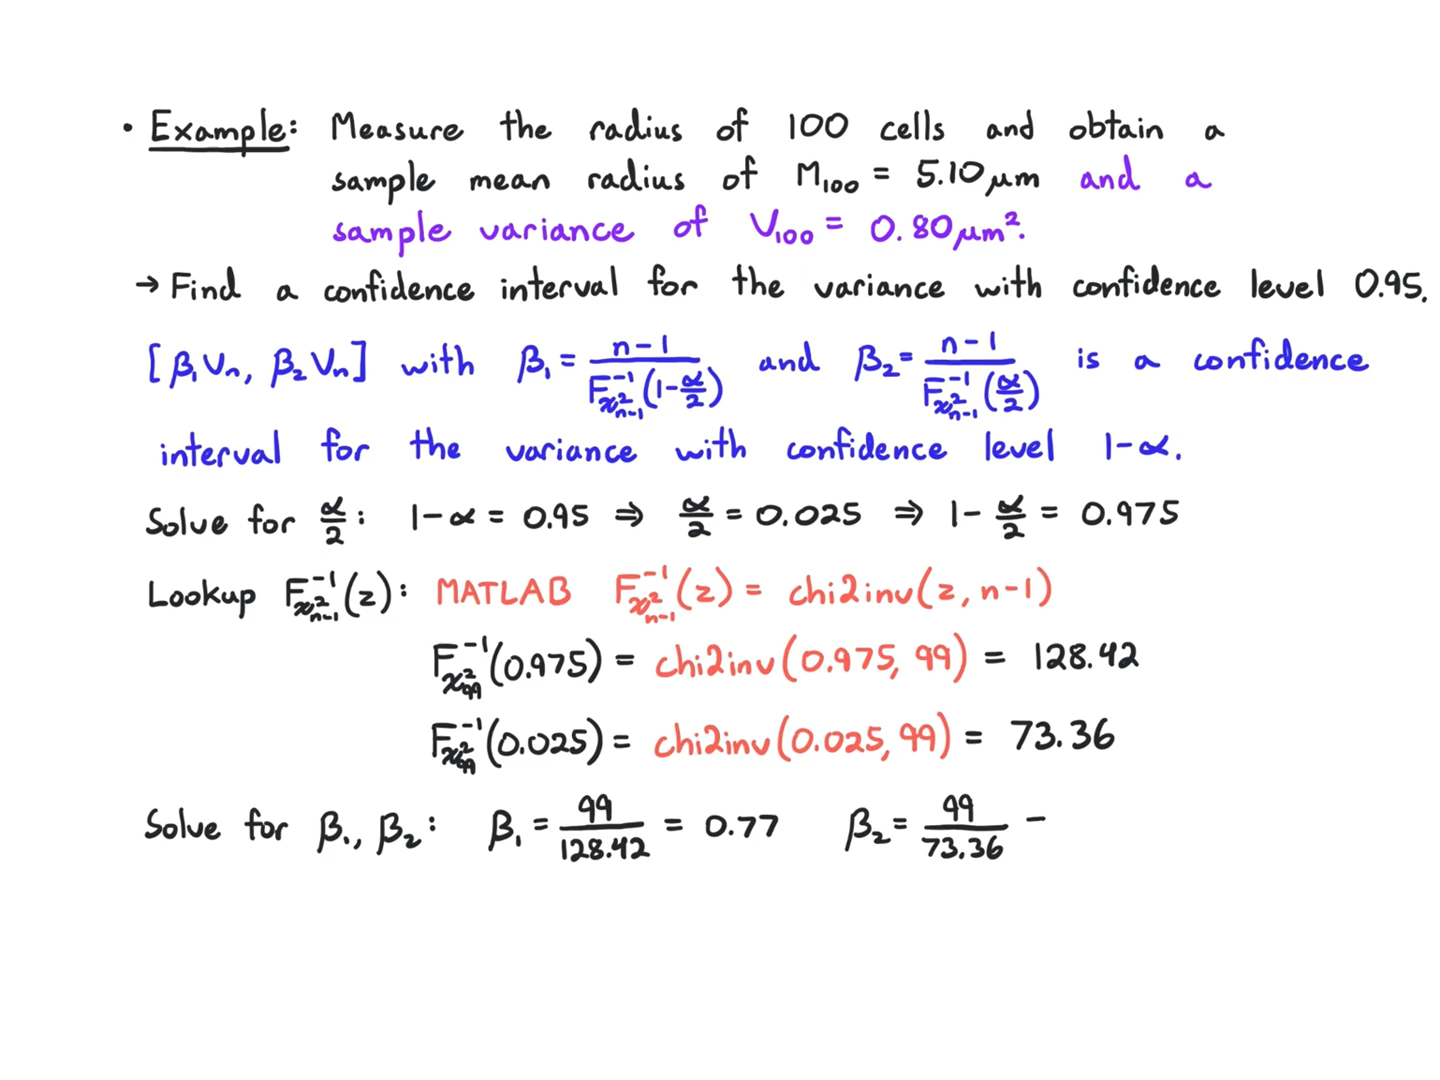 • Example: Measure the radius of 100 cells and obtain a
sample mean radius of M₁₀₀ = 5.10 μm and a
sample variance of V₁₀₀ = 0.80 μm².
→ Find a confidence interval for the variance with confidence level 0.95.
[β₁Vₙ, β₂Vₙ] with β₁ = (n-1)/(F⁻¹_{χ²ₙ₋₁}(1-α/2)) and β₂ = (n-1)/(F⁻¹_{χ²ₙ₋₁}(α/2)) is a confidence
interval for the variance with confidence level 1-α.
Solve for α/2: 1-α = 0.95 ⇒ α/2 = 0.025 ⇒ 1-α/2 = 0.975
Lookup F⁻¹_{χ²ₙ₋₁}(z): MATLAB F⁻¹_{χ²ₙ₋₁}(z) = chi2inv(z, n-1)
F⁻¹_{χ²₉₉}(0.975) = chi2inv(0.975, 99) = 128.42
F⁻¹_{χ²₉₉}(0.025) = chi2inv(0.025, 99) = 73.36
Solve for β₁, β₂: β₁ = 99/128.42 = 0.77 β₂ = 99/73.36 -